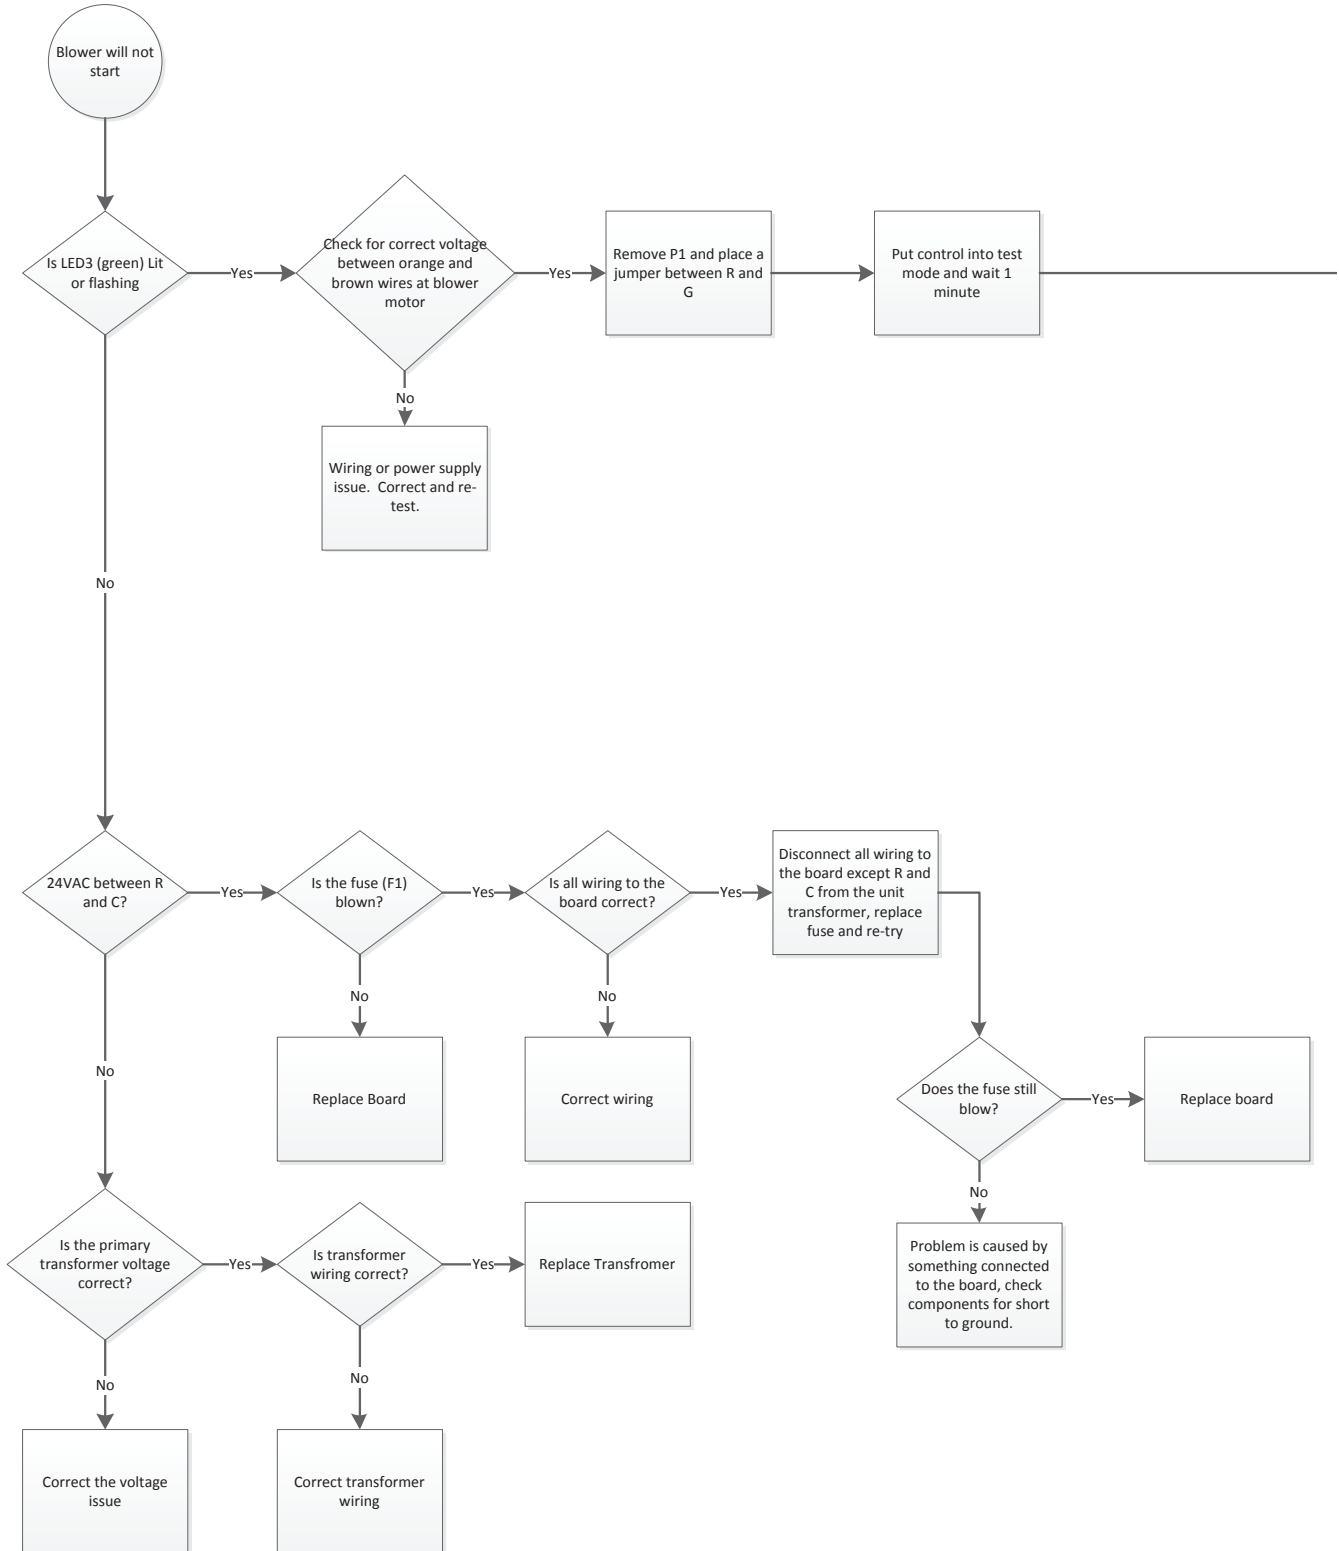 Blower will not
start
Is LED3 (green) Lit
or flashing
Yes
Check for correct voltage
between orange and
brown wires at blower
motor
Yes
Remove P1 and place a
jumper between R and
G
Put control into test
mode and wait 1
minute
No
Wiring or power supply
issue.  Correct and re-
test.
No
24VAC between R
and C?
Yes
Is the fuse (F1)
blown?
Yes
Is all wiring to the
board correct?
Yes
Disconnect all wiring to
the board except R and
C from the unit
transformer, replace
fuse and re-try
No
Replace Board
No
Correct wiring
Does the fuse still
blow?
Yes
Replace board
No
Problem is caused by
something connected
to the board, check
components for short
to ground.
No
Is the primary
transformer voltage
correct?
Yes
Is transformer
wiring correct?
Yes
Replace Transfromer
No
Correct the voltage
issue
No
Correct transformer
wiring